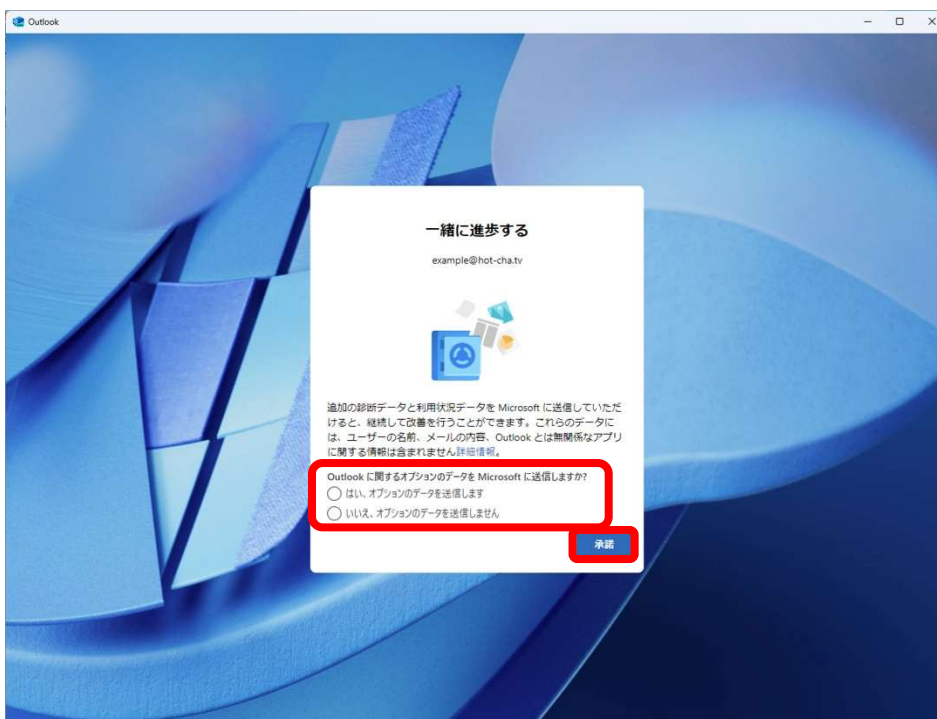 Outlook
一緒に進歩する
example@hot-cha.tv
追加の診断データと利用状況データを Microsoft に送信していただ
けると、継続して改善を行うことができます。これらのデータに
は、ユーザーの名前、メールの内容、Outlook とは無関係なアプリ
に関する情報は含まれません詳細情報。
Outlook に関するオプションのデータを Microsoft に送信しますか?
はい、オプションのデータを送信します
いいえ、オプションのデータを送信しません
承諾